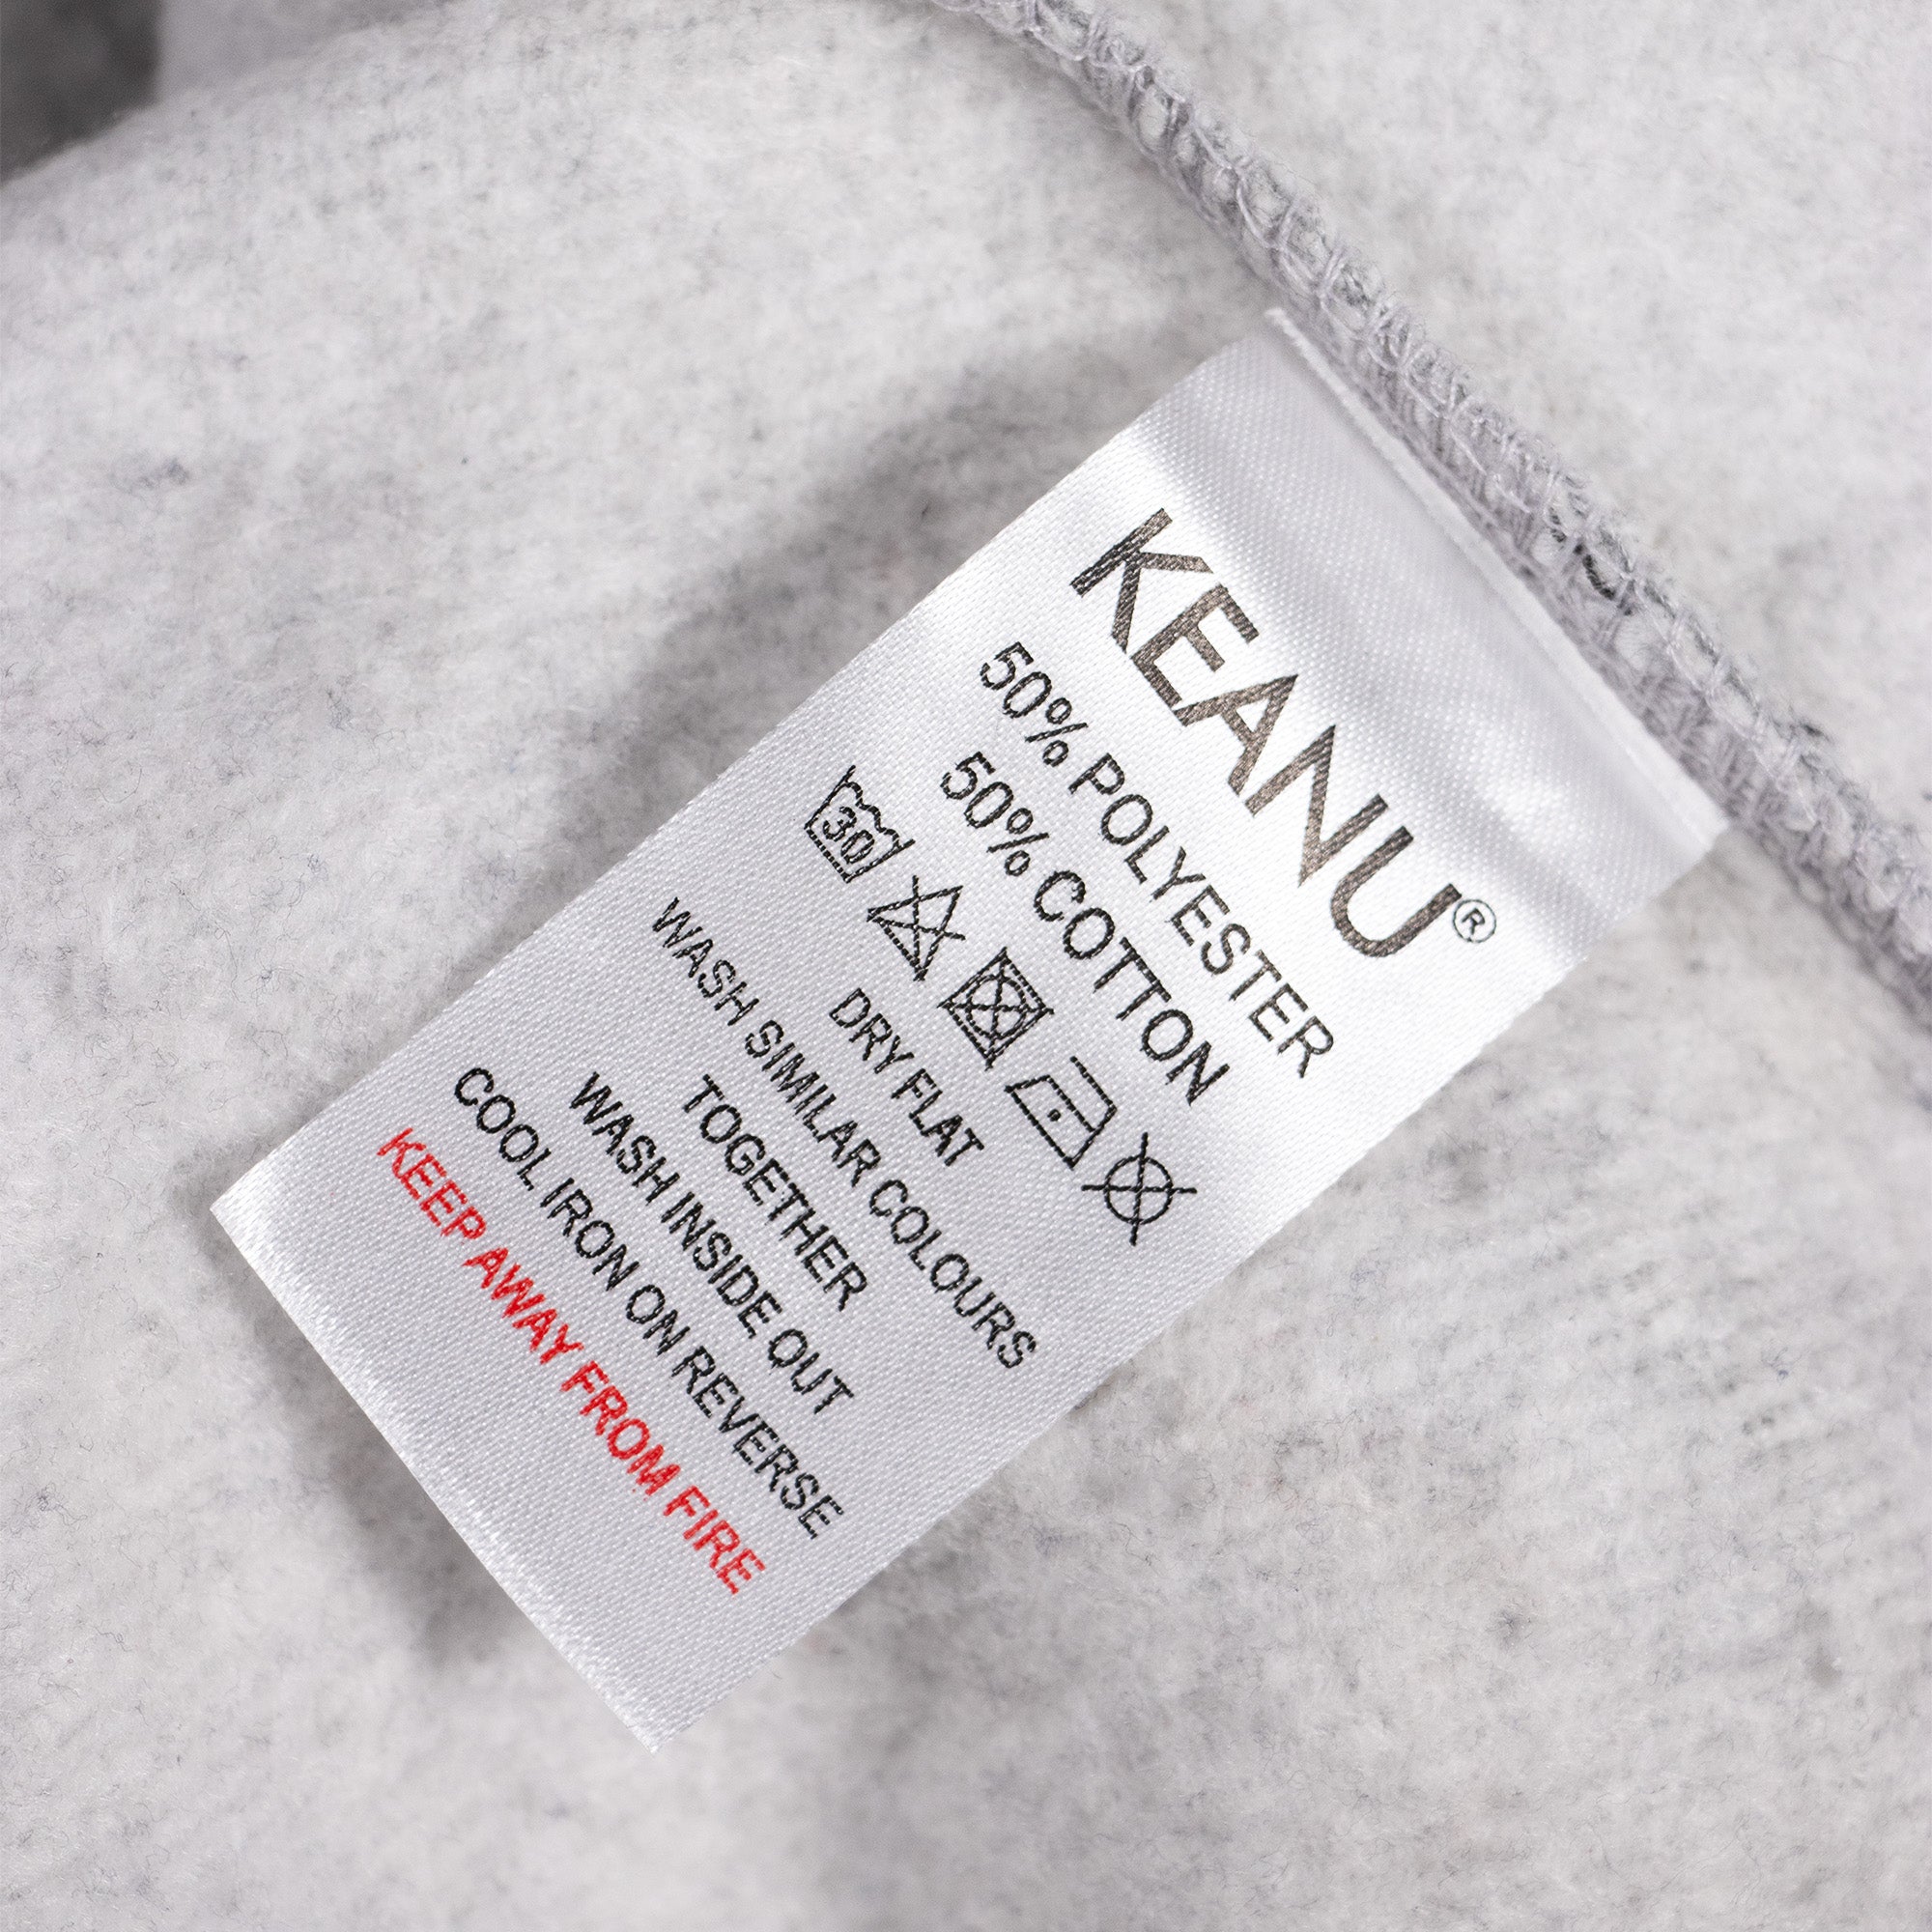 KEANU®
50% POLYESTER
50% COTTON
30
DRY FLAT
WASH SIMILAR COLOURS
TOGETHER
WASH INSIDE OUT
COOL IRON ON REVERSE
KEEP AWAY FROM FIRE